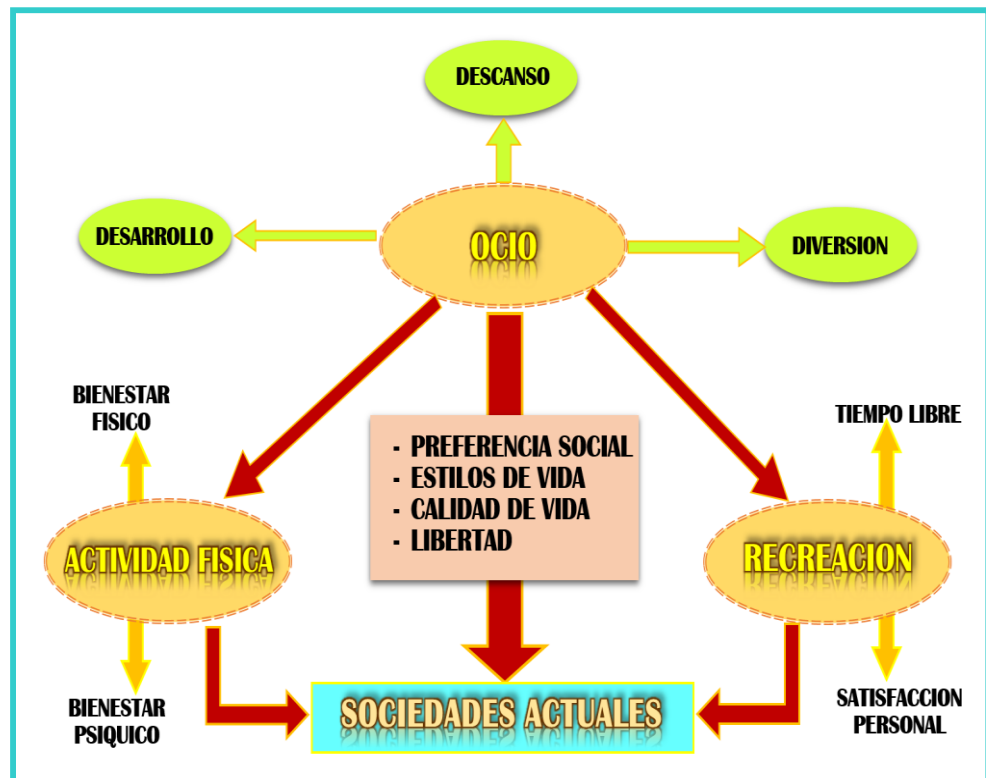 DESCANSO
DESARROLLO
OCIO
DIVERSION
BIENESTAR
FISICO
TIEMPO LIBRE
- PREFERENCIA SOCIAL
- ESTILOS DE VIDA
- CALIDAD DE VIDA
- LIBERTAD
ACTIVIDAD FISICA
RECREACION
BIENESTAR
PSIQUICO
SOCIEDADES ACTUALES
SATISFACCION
PERSONAL